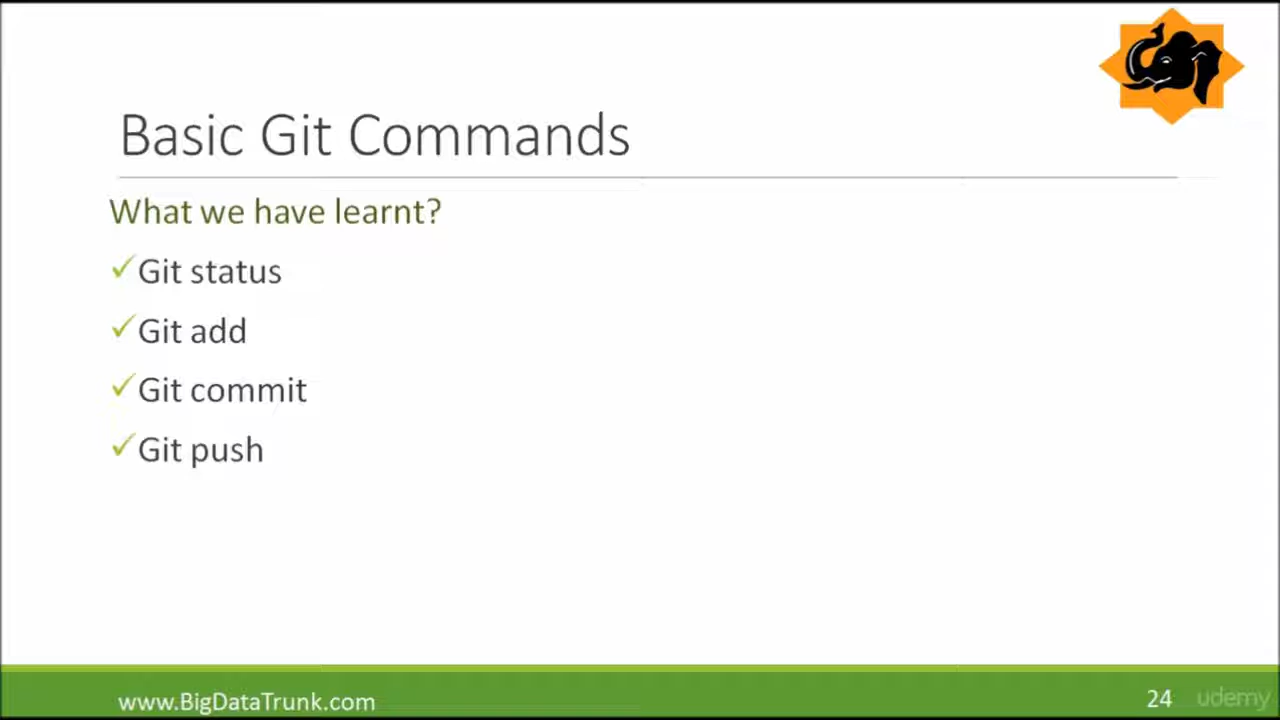 Basic Git Commands
What we have learnt?
✓Git status
✓Git add
✓Git commit
✓Git push
www.BigDataTrunk.com
24
udemy